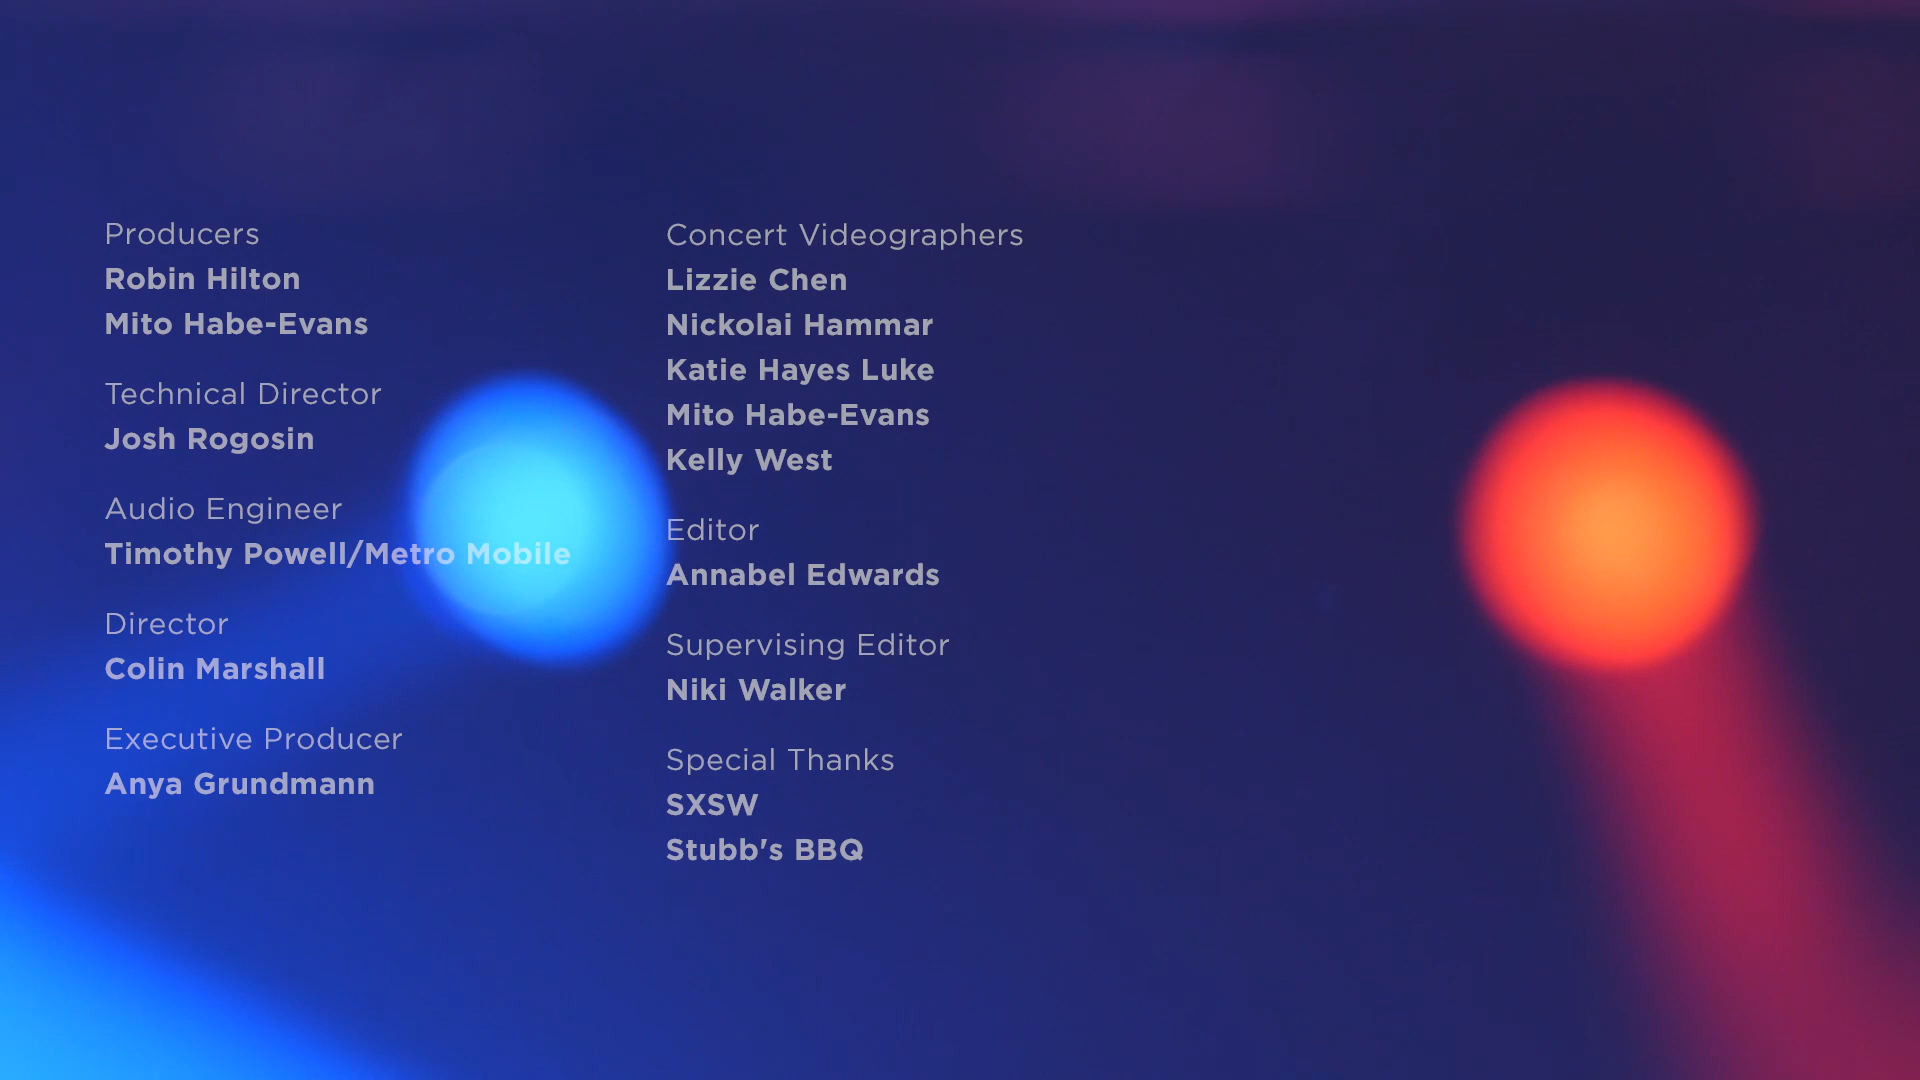 Producers
Robin Hilton
Mito Habe-Evans
Technical Director
Josh Rogosin
Audio Engineer
Timothy Powell/Metro Mobile
Director
Colin Marshall
Executive Producer
Anya Grundmann
Concert Videographers
Lizzie Chen
Nickolai Hammar
Katie Hayes Luke
Mito Habe-Evans
Kelly West
Editor
Annabel Edwards
Supervising Editor
Niki Walker
Special Thanks
SXSW
Stubb's BBQ